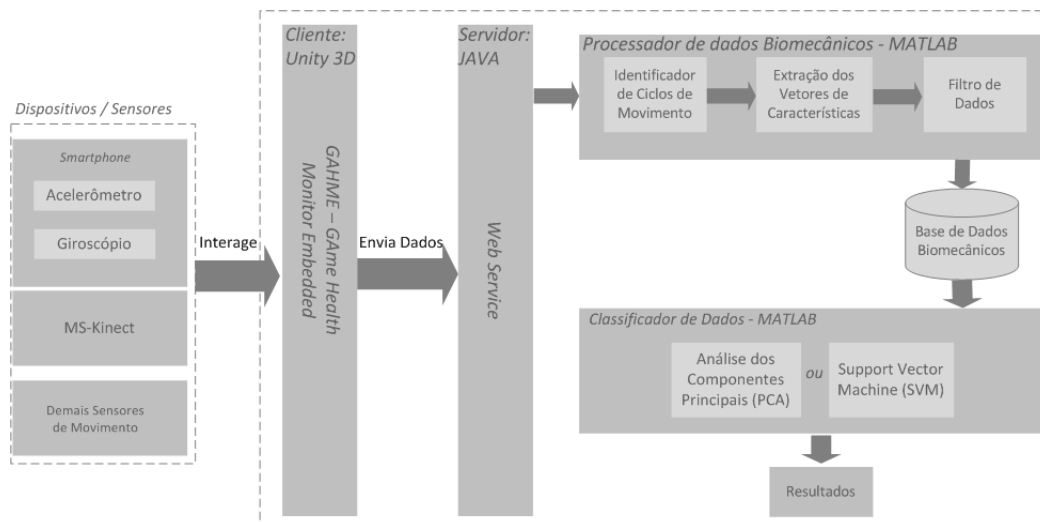 Dispositivos / Sensores
Smartphone
Acelerômetro
Giroscópio
MS-Kinect
Demais Sensores
de Movimento
Interage
Cliente:
Unity 3D
GAHME – GAme Health
Monitor Embedded
Envia Dados
Servidor:
JAVA
Web Service
Processador de dados Biomecânicos - MATLAB
Identificador
de Ciclos de
Movimento
Extração dos
Vetores de
Características
Filtro de
Dados
Base de Dados
Biomecânicos
Classificador de Dados - MATLAB
Análise dos
Componentes
Principais (PCA)
ou
Support Vector
Machine (SVM)
Resultados